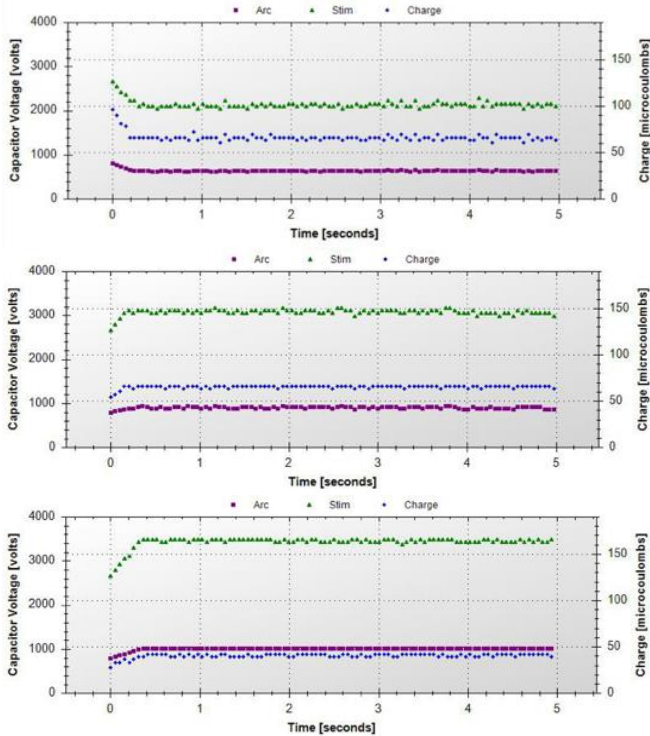 Arc Stim Charge
Capacitor Voltage [volts]
4000
3000
2000
1000
0
Charge [microcoulombs]
150
100
50
0
0 1 2 3 4 5
Time [seconds]
Arc Stim Charge
Capacitor Voltage [volts]
4000
3000
2000
1000
0
Charge [microcoulombs]
150
100
50
0
0 1 2 3 4 5
Time [seconds]
Arc Stim Charge
Capacitor Voltage [volts]
4000
3000
2000
1000
0
Charge [microcoulombs]
150
100
50
0
0 1 2 3 4 5
Time [seconds]